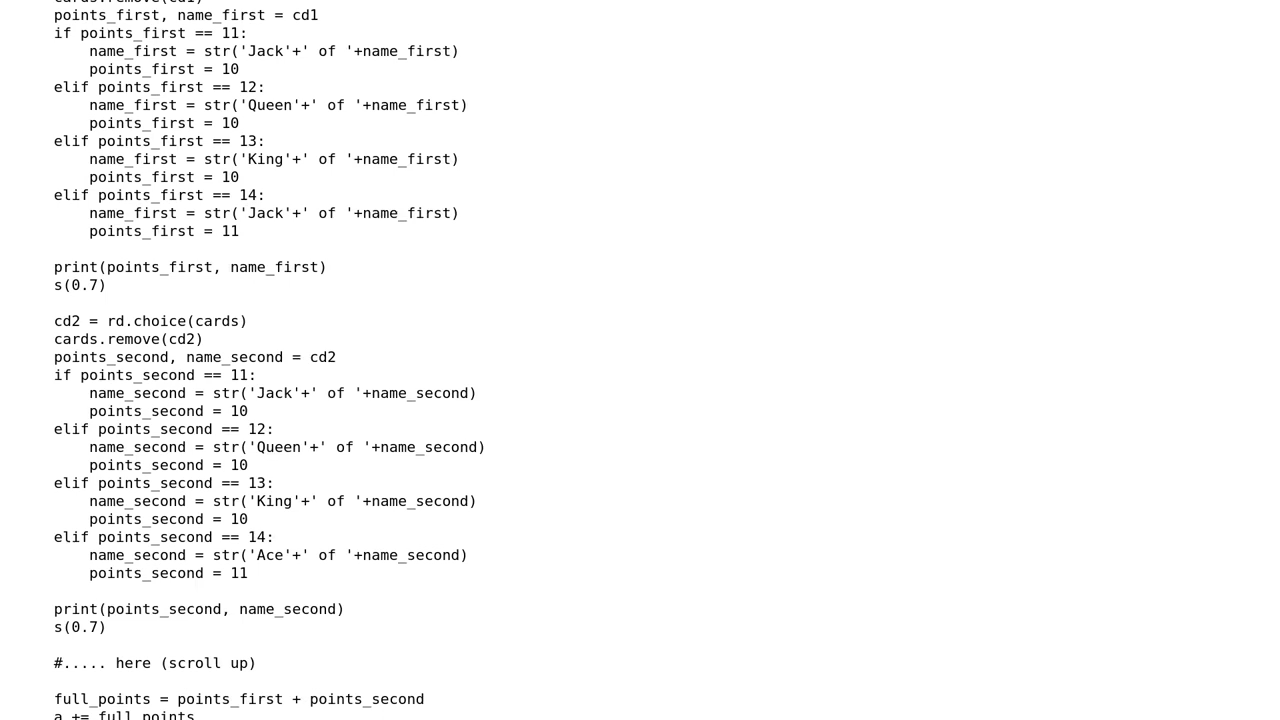 cards.remove(cd1)
points_first, name_first = cd1
if points_first == 11:
    name_first = str('Jack'+' of '+name_first)
    points_first = 10
elif points_first == 12:
    name_first = str('Queen'+' of '+name_first)
    points_first = 10
elif points_first == 13:
    name_first = str('King'+' of '+name_first)
    points_first = 10
elif points_first == 14:
    name_first = str('Jack'+' of '+name_first)
    points_first = 11

print(points_first, name_first)
s(0.7)

cd2 = rd.choice(cards)
cards.remove(cd2)
points_second, name_second = cd2
if points_second == 11:
    name_second = str('Jack'+' of '+name_second)
    points_second = 10
elif points_second == 12:
    name_second = str('Queen'+' of '+name_second)
    points_second = 10
elif points_second == 13:
    name_second = str('King'+' of '+name_second)
    points_second = 10
elif points_second == 14:
    name_second = str('Ace'+' of '+name_second)
    points_second = 11

print(points_second, name_second)
s(0.7)

#..... here (scroll up)

full_points = points_first + points_second
a += full_points